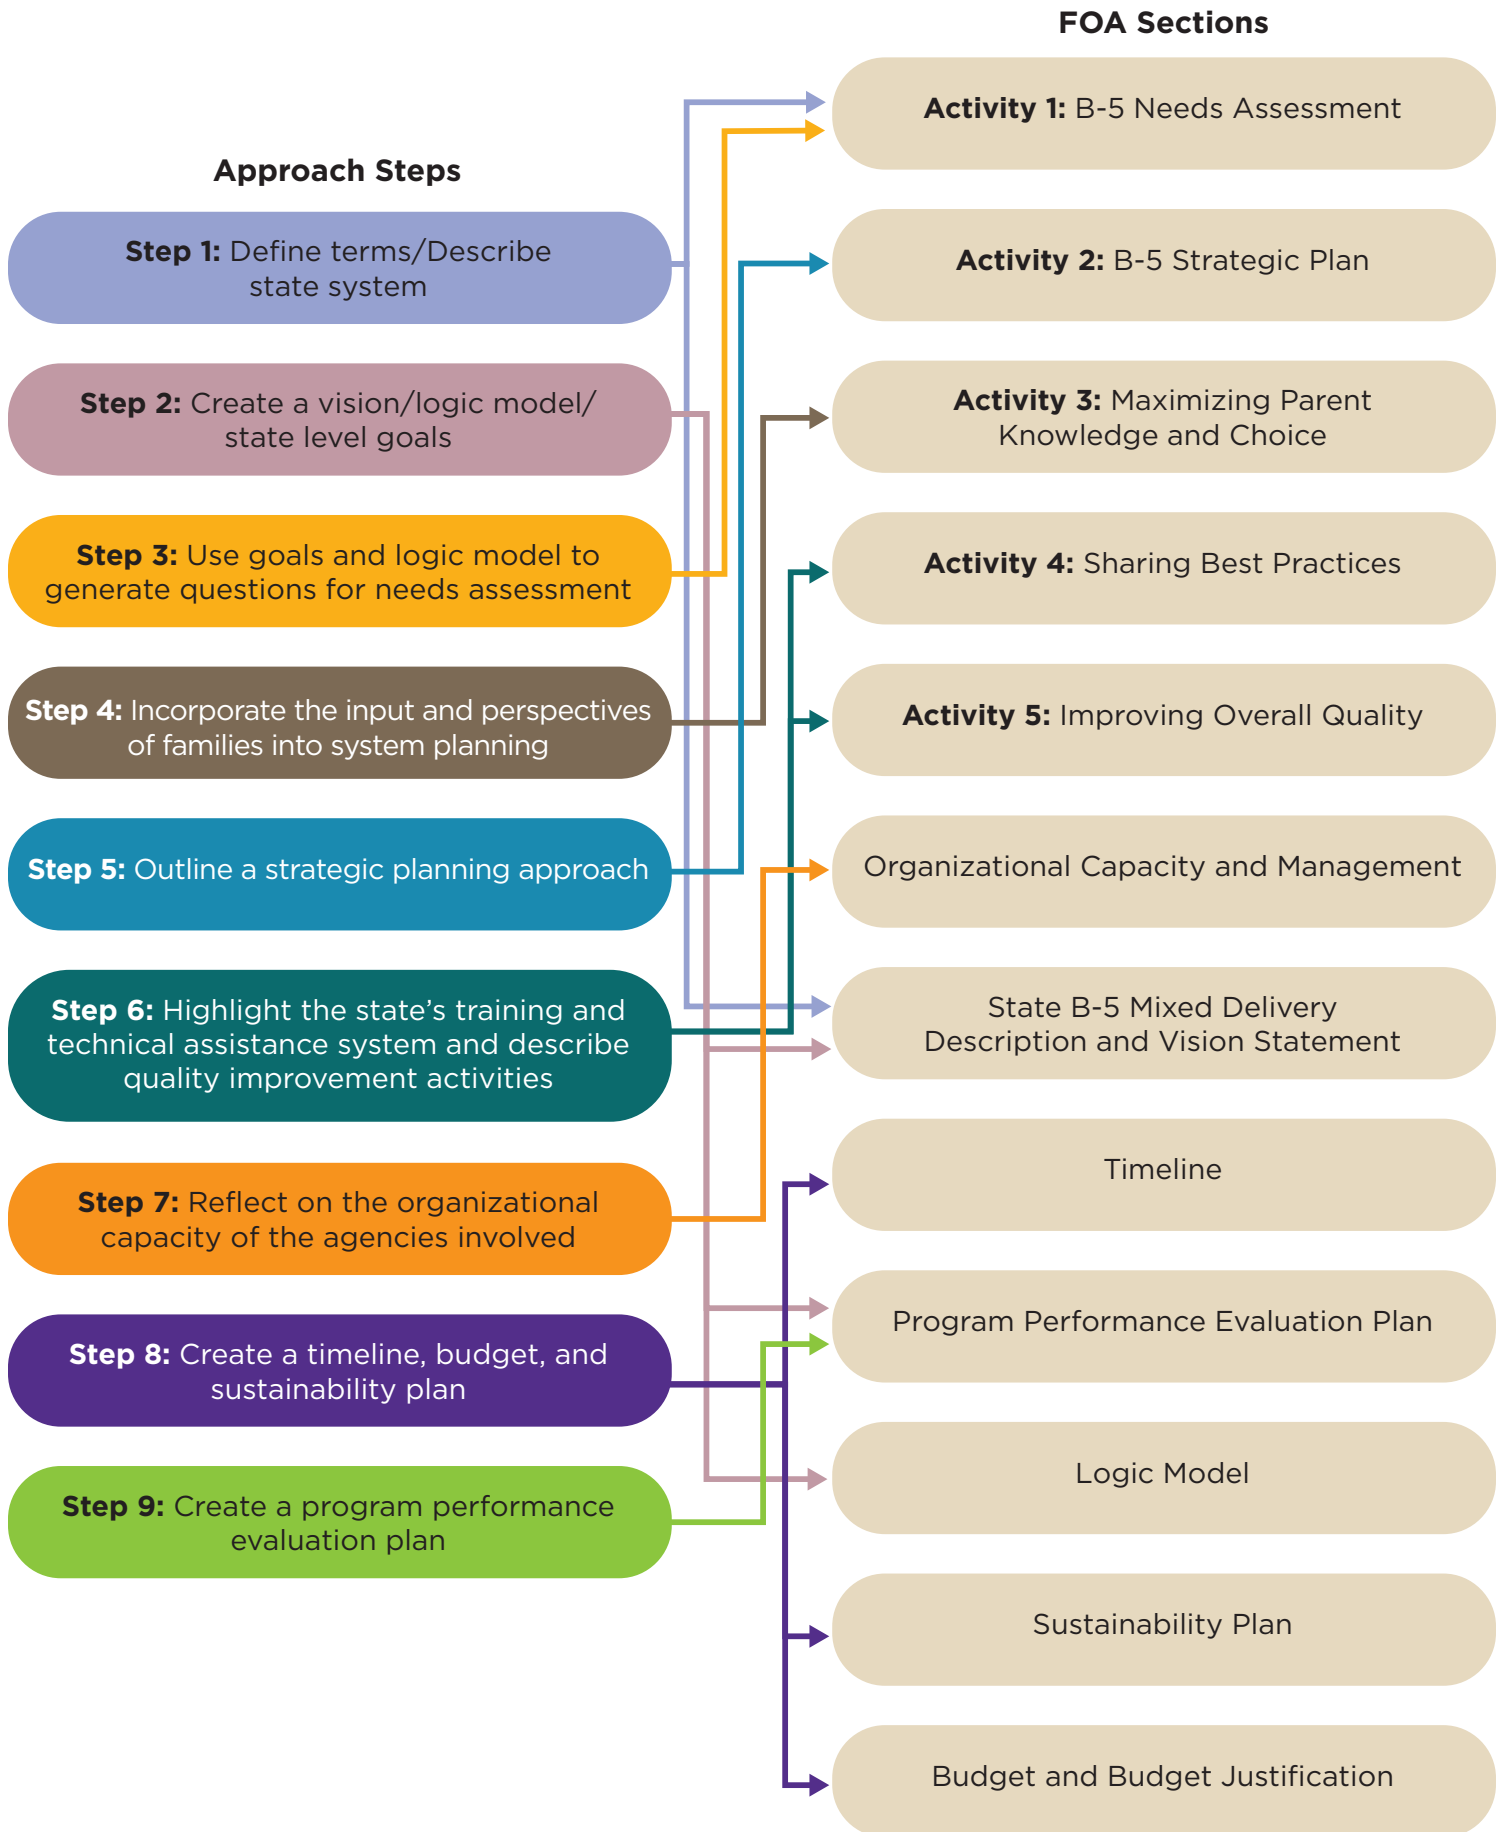 Approach Steps
Step 1: Define terms/Describe
state system
Step 2: Create a vision/logic model/
state level goals
Step 3: Use goals and logic model to
generate questions for needs assessment
Step 4: Incorporate the input and perspectives
of families into system planning
Step 5: Outline a strategic planning approach
Step 6: Highlight the state’s training and
technical assistance system and describe
quality improvement activities
Step 7: Reflect on the organizational
capacity of the agencies involved
Step 8: Create a timeline, budget, and
sustainability plan
Step 9: Create a program performance
evaluation plan
FOA Sections
Activity 1: B-5 Needs Assessment
Activity 2: B-5 Strategic Plan
Activity 3: Maximizing Parent
Knowledge and Choice
Activity 4: Sharing Best Practices
Activity 5: Improving Overall Quality
Organizational Capacity and Management
State B-5 Mixed Delivery
Description and Vision Statement
Timeline
Program Performance Evaluation Plan
Logic Model
Sustainability Plan
Budget and Budget Justification